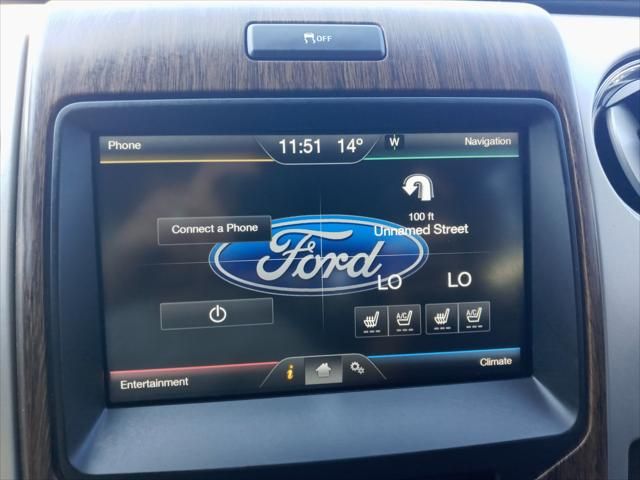 OFF
Phone
11:51 14° W
Navigation
100 ft
Unnamed Street
Connect a Phone
Ford
LO LO
A/C A/C
Entertainment
i
Climate